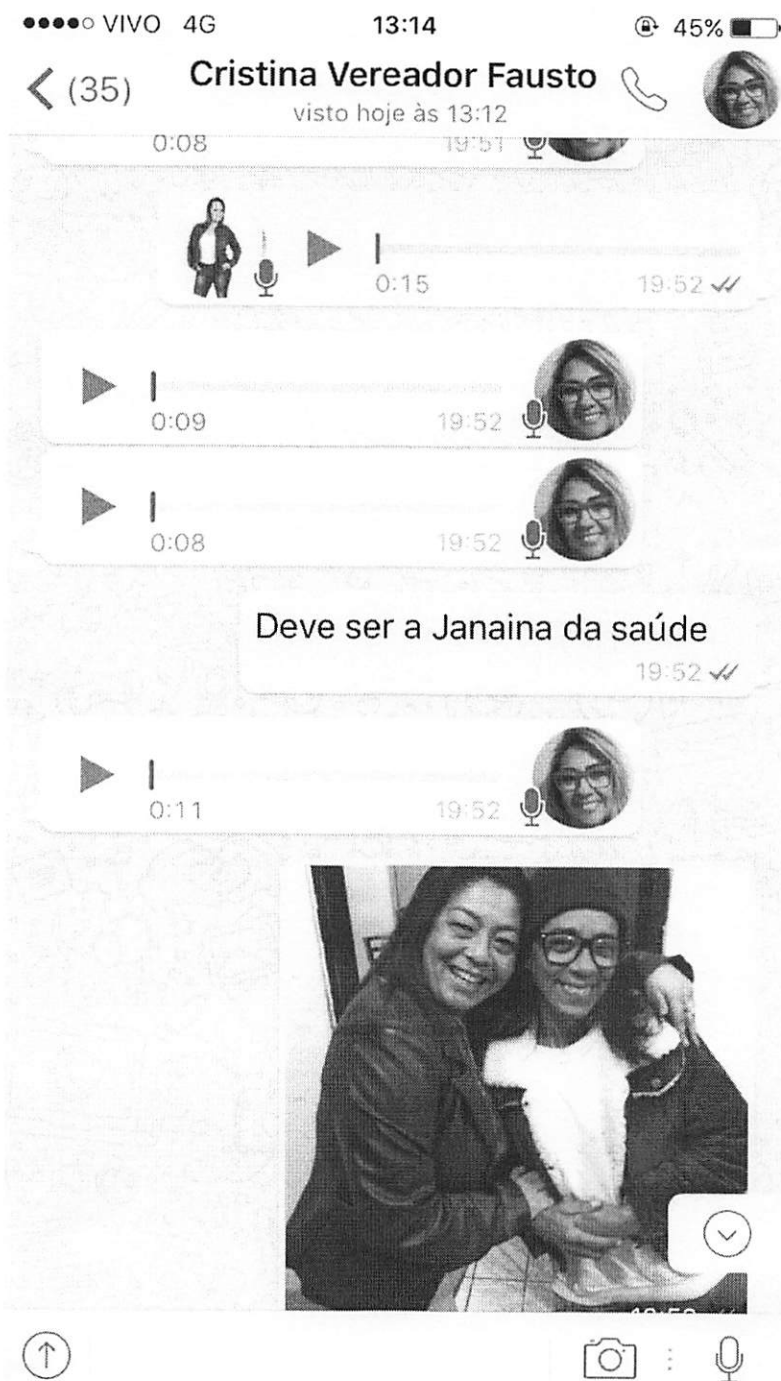 VIVO 4G 13:14 45%
(35) Cristina Vereador Fausto
visto hoje às 13:12
0:08 19:51
0:15 19:52
0:09 19:52
0:08 19:52
Deve ser a Janaina da saúde
19:52
0:11 19:52